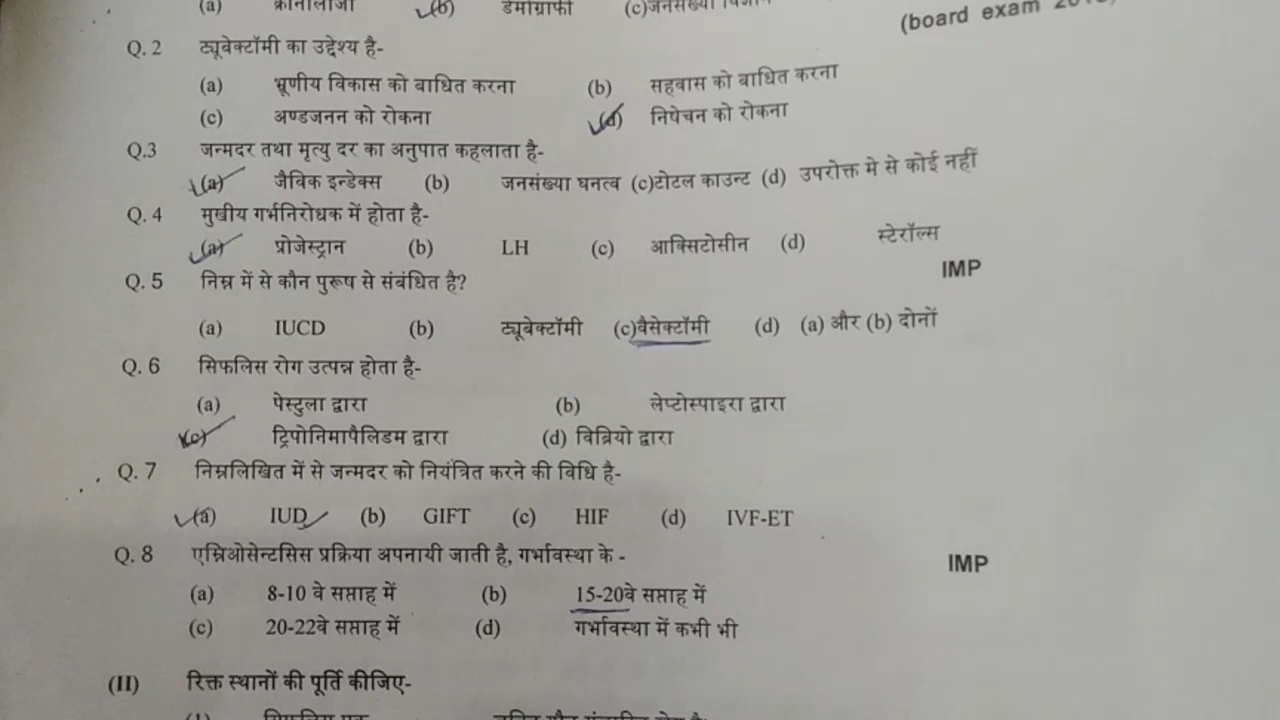 (a) क्रोनोलॉजी (b) डेमोग्राफी (c)जनसंख्या विज्ञान
(board exam
Q. 2 ट्यूवेक्टॉमी का उद्देश्य है-
(a) भ्रूणीय विकास को बाधित करना (b) सहवास को बाधित करना
(c) अण्डजनन को रोकना (d) निषेचन को रोकना
Q.3 जन्मदर तथा मृत्यु दर का अनुपात कहलाता है-
(a) जैविक इन्डेक्स (b) जनसंख्या घनत्व (c)टोटल काउन्ट (d) उपरोक्त मे से कोई नहीं
Q. 4 मुखीय गर्भनिरोधक में होता है-
(a) प्रोजेस्ट्रान (b) LH (c) आक्सिटोसीन (d) स्टेरॉल्स
Q. 5 निम्न में से कौन पुरूष से संबंधित है? IMP
(a) IUCD (b) ट्यूबेक्टॉमी (c)वैसेक्टॉमी (d) (a) और (b) दोनों
Q. 6 सिफलिस रोग उत्पन्न होता है-
(a) पेस्टुला द्वारा (b) लेप्टोस्पाइरा द्वारा
(c) ट्रिपोनिमापैलिडम द्वारा (d) विब्रियो द्वारा
Q. 7 निम्नलिखित में से जन्मदर को नियंत्रित करने की विधि है-
(a) IUD (b) GIFT (c) HIF (d) IVF-ET
Q. 8 एम्निओसेन्टसिस प्रक्रिया अपनायी जाती है, गर्भावस्था के - IMP
(a) 8-10 वे सप्ताह में (b) 15-20वे सप्ताह में
(c) 20-22वे सप्ताह में (d) गर्भावस्था में कभी भी
(II) रिक्त स्थानों की पूर्ति कीजिए-